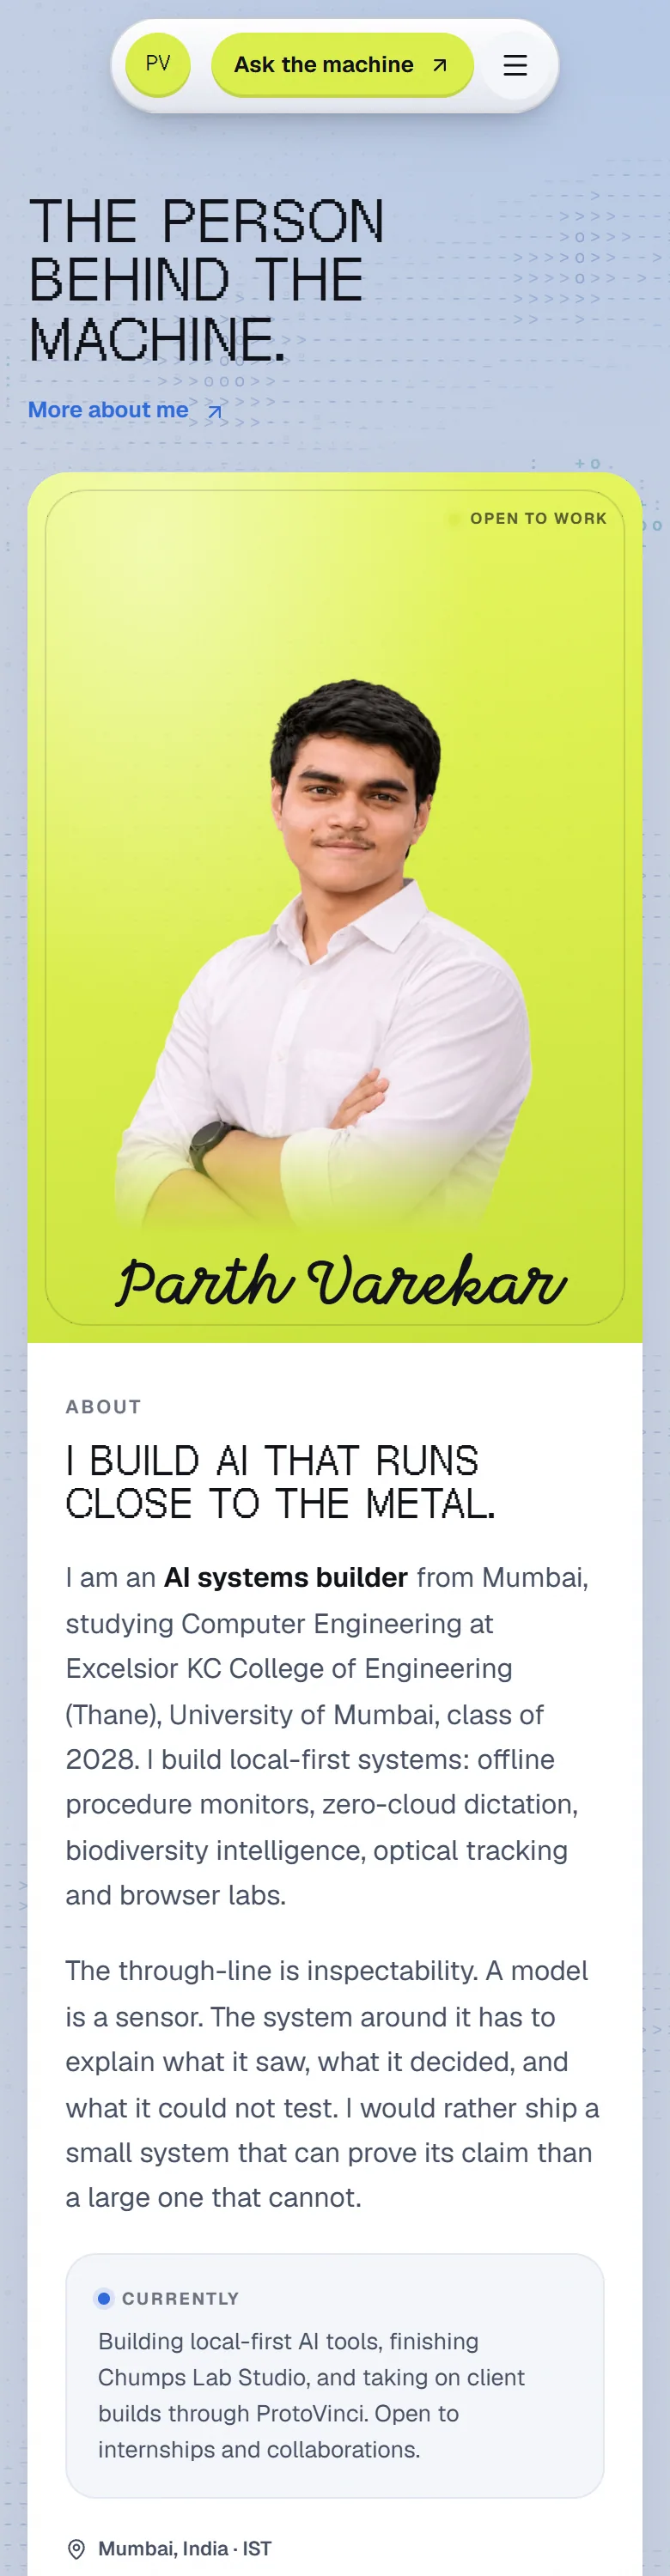 PV
Ask the machine
THE PERSON
BEHIND THE
MACHINE.
More about me
OPEN TO WORK
Parth Varekar
ABOUT
I BUILD AI THAT RUNS
CLOSE TO THE METAL.
I am an AI systems builder from Mumbai,
studying Computer Engineering at
Excelsior KC College of Engineering
(Thane), University of Mumbai, class of
2028. I build local-first systems: offline
procedure monitors, zero-cloud dictation,
biodiversity intelligence, optical tracking
and browser labs.
The through-line is inspectability. A model
is a sensor. The system around it has to
explain what it saw, what it decided, and
what it could not test. I would rather ship a
small system that can prove its claim than
a large one that cannot.
CURRENTLY
Building local-first AI tools, finishing
Chumps Lab Studio, and taking on client
builds through ProtoVinci. Open to
internships and collaborations.
Mumbai, India · IST